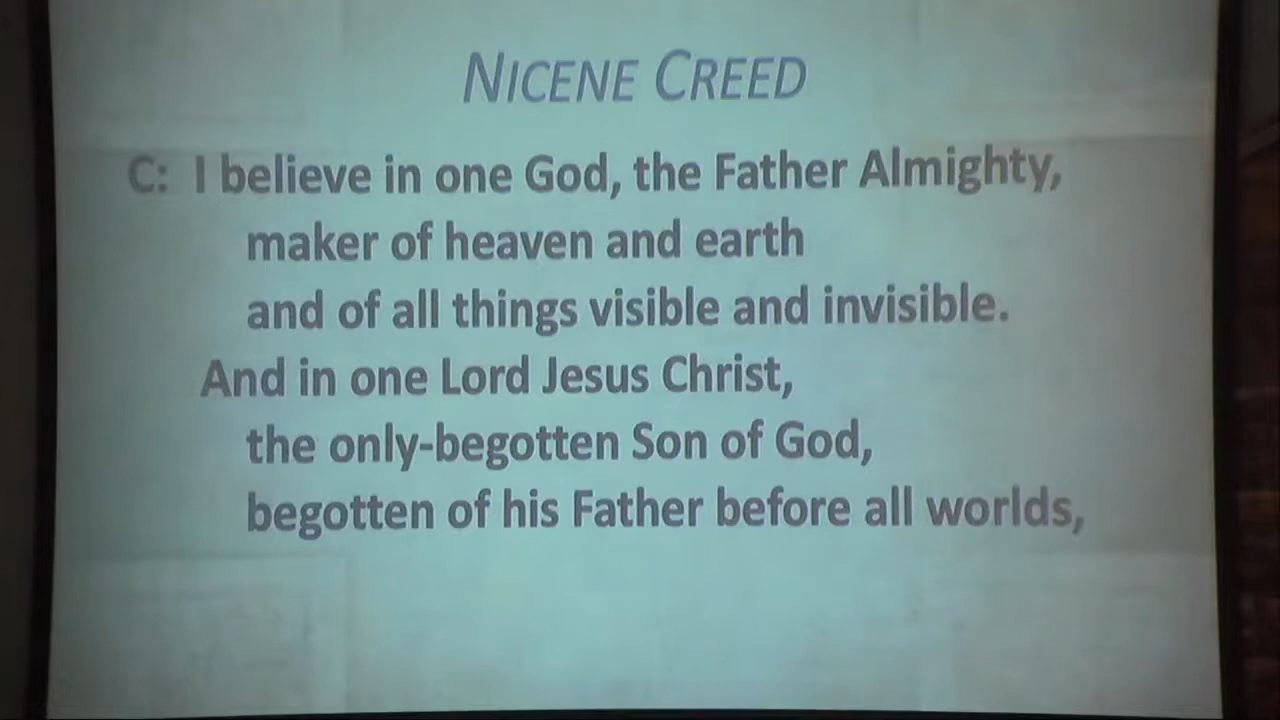 NICENE CREED
C: I believe in one God, the Father Almighty,
maker of heaven and earth
and of all things visible and invisible.
And in one Lord Jesus Christ,
the only-begotten Son of God,
begotten of his Father before all worlds,